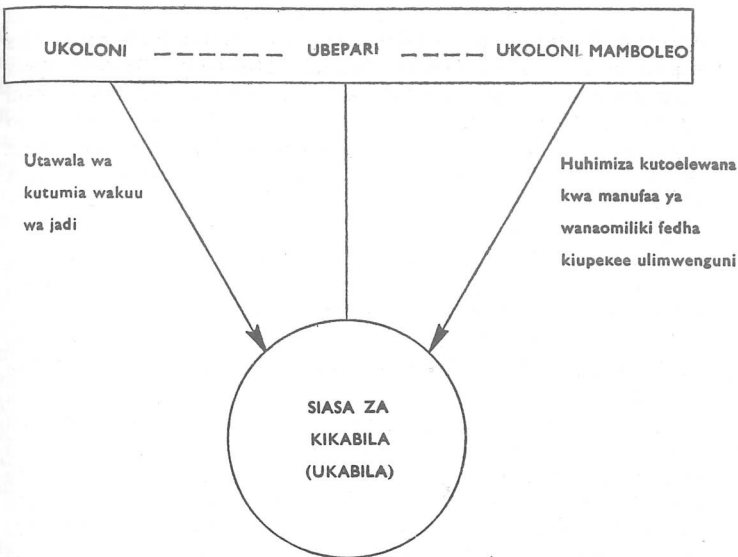 UKOLONI — — — — — — UBEPARI — — — — UKOLONI MAMBOLEO
Utawala wa
kutumia wakuu
wa jadi
Huhimiza kutoelewana
kwa manufaa ya
wanaomiliki fedha
kiupekee ulimwenguni
SIASA ZA
KIKABILA
(UKABILA)